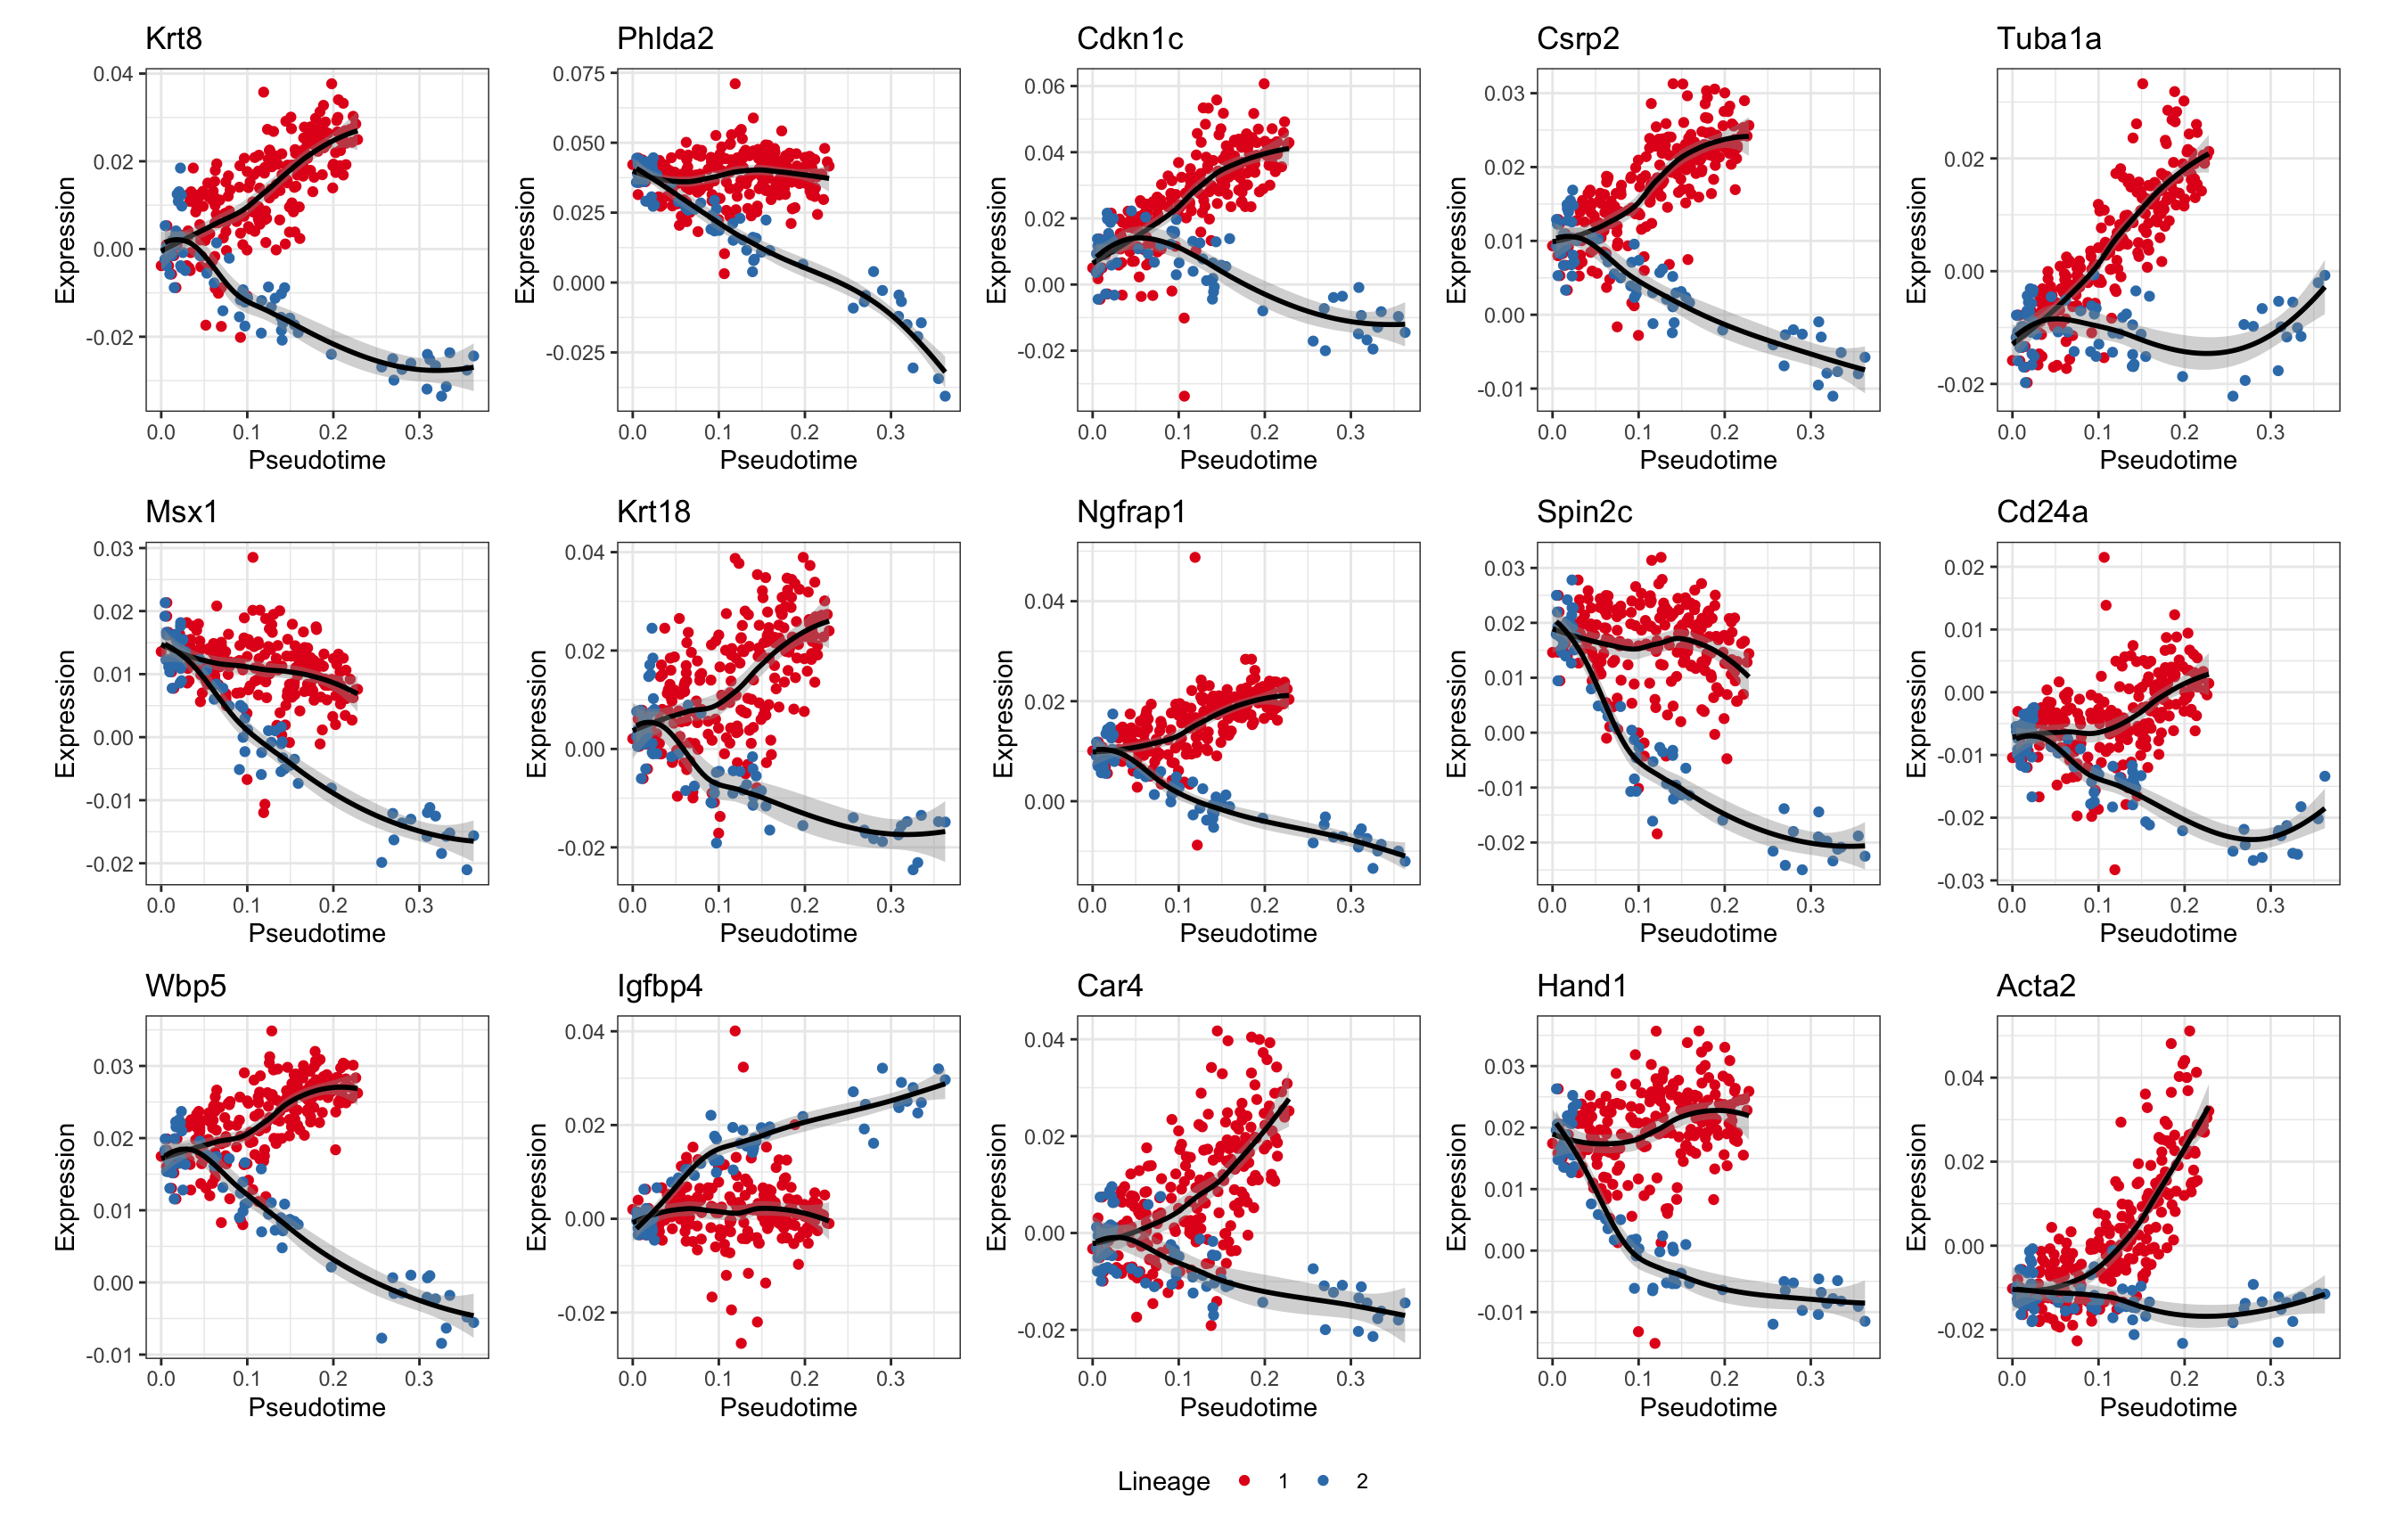 Krt8 Phlda2 Cdkn1c Csrp2 Tuba1a
0.04 0.02 0.00 -0.02
0.075 0.050 0.025 0.000 -0.025
0.06 0.04 0.02 0.00 -0.02
0.03 0.02 0.01 0.00 -0.01
0.02 0.00 -0.02
Expression Expression Expression Expression Expression
0.0 0.1 0.2 0.3 0.0 0.1 0.2 0.3 0.0 0.1 0.2 0.3 0.0 0.1 0.2 0.3 0.0 0.1 0.2 0.3
Pseudotime Pseudotime Pseudotime Pseudotime Pseudotime
Msx1 Krt18 Ngfrap1 Spin2c Cd24a
0.03 0.02 0.01 0.00 -0.01 -0.02
0.04 0.02 0.00 -0.02
0.04 0.02 0.00
0.03 0.02 0.01 0.00 -0.01 -0.02
0.02 0.01 0.00 -0.01 -0.02 -0.03
Expression Expression Expression Expression Expression
0.0 0.1 0.2 0.3 0.0 0.1 0.2 0.3 0.0 0.1 0.2 0.3 0.0 0.1 0.2 0.3 0.0 0.1 0.2 0.3
Pseudotime Pseudotime Pseudotime Pseudotime Pseudotime
Wbp5 Igfbp4 Car4 Hand1 Acta2
0.03 0.02 0.01 0.00 -0.01
0.04 0.02 0.00 -0.02
0.04 0.02 0.00 -0.02
0.03 0.02 0.01 0.00 -0.01
0.04 0.02 0.00 -0.02
Expression Expression Expression Expression Expression
0.0 0.1 0.2 0.3 0.0 0.1 0.2 0.3 0.0 0.1 0.2 0.3 0.0 0.1 0.2 0.3 0.0 0.1 0.2 0.3
Pseudotime Pseudotime Pseudotime Pseudotime Pseudotime
Lineage 1 2